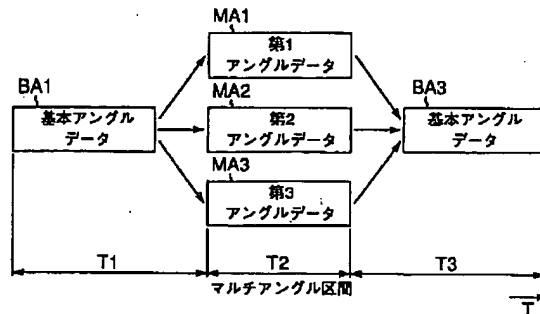 MA1
第1
アングルデータ
BA1
基本アングル
データ
MA2
第2
アングルデータ
BA3
基本アングル
データ
MA3
第3
アングルデータ
T1
T2
T3
マルチアングル区間
T